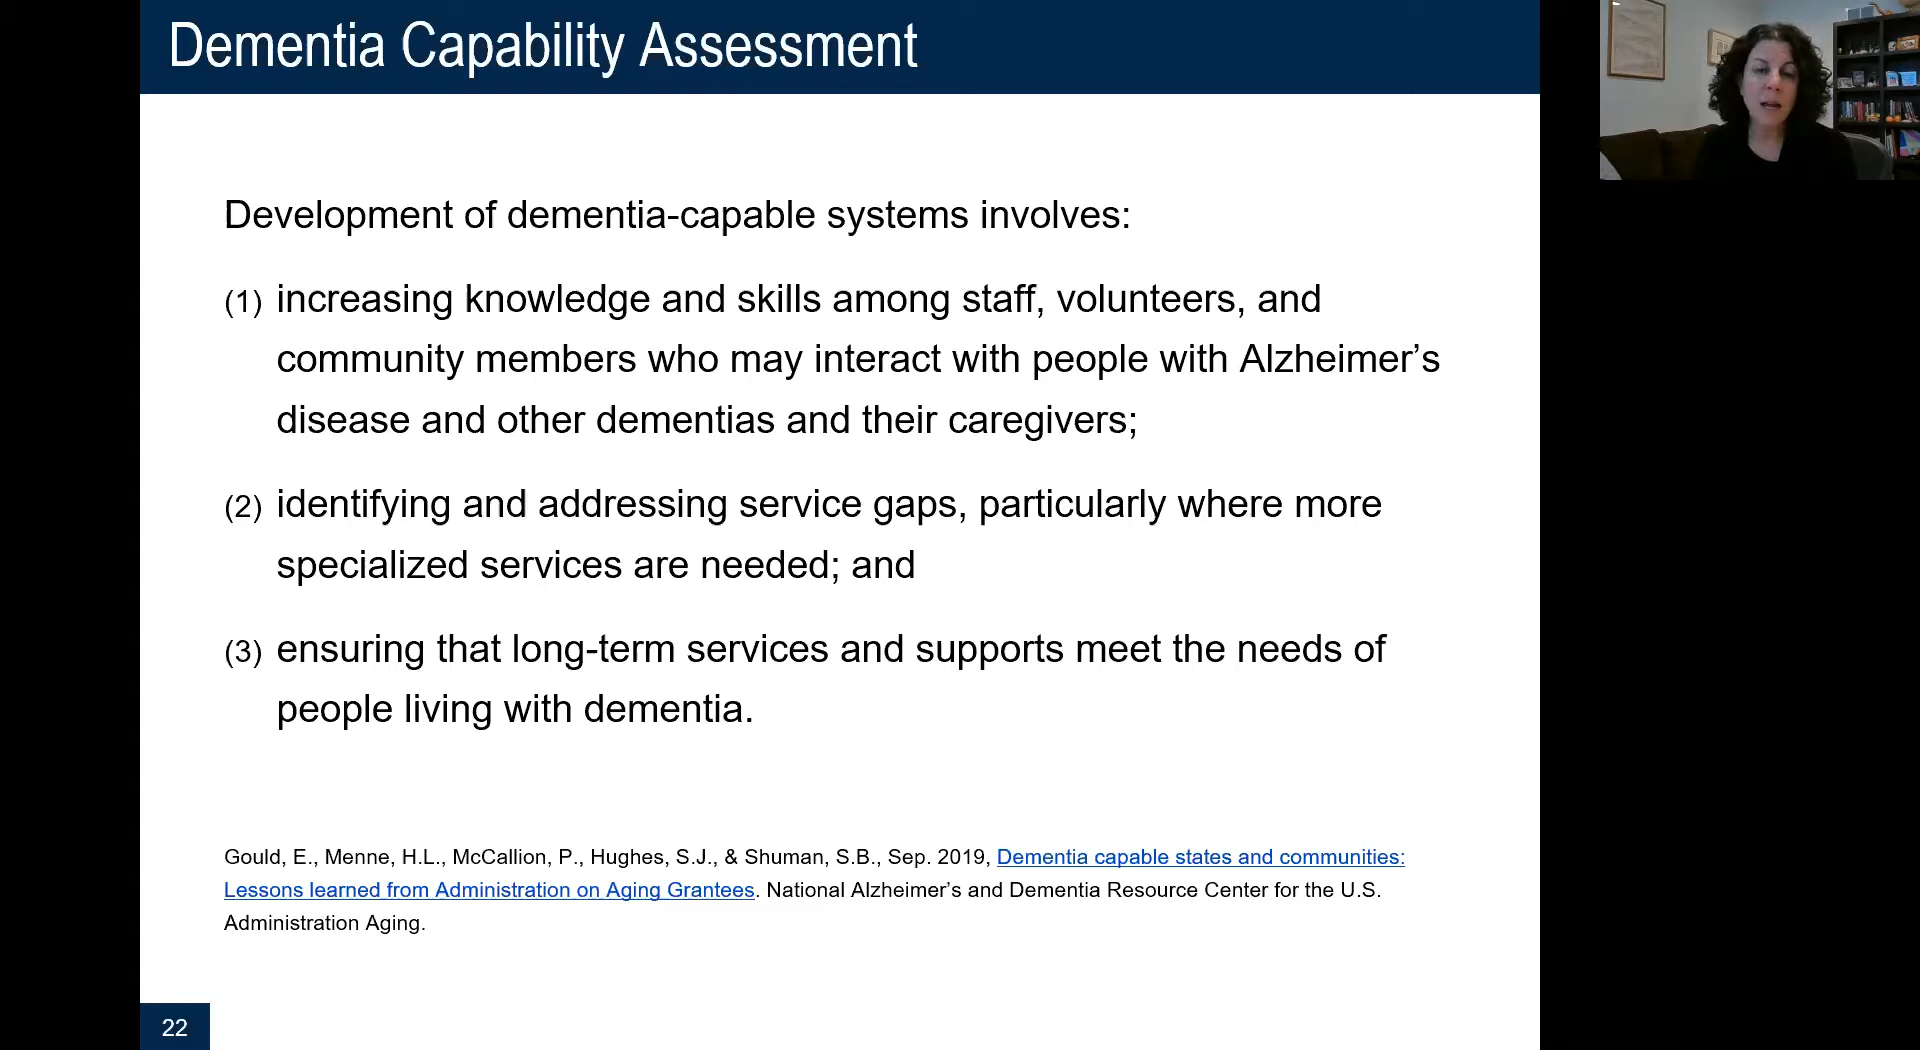 Dementia Capability Assessment
Development of dementia-capable systems involves:
(1) increasing knowledge and skills among staff, volunteers, and
community members who may interact with people with Alzheimer’s
disease and other dementias and their caregivers;
(2) identifying and addressing service gaps, particularly where more
specialized services are needed; and
(3) ensuring that long-term services and supports meet the needs of
people living with dementia.
Gould, E., Menne, H.L., McCallion, P., Hughes, S.J., & Shuman, S.B., Sep. 2019, Dementia capable states and communities:
Lessons learned from Administration on Aging Grantees. National Alzheimer’s and Dementia Resource Center for the U.S.
Administration Aging.
22